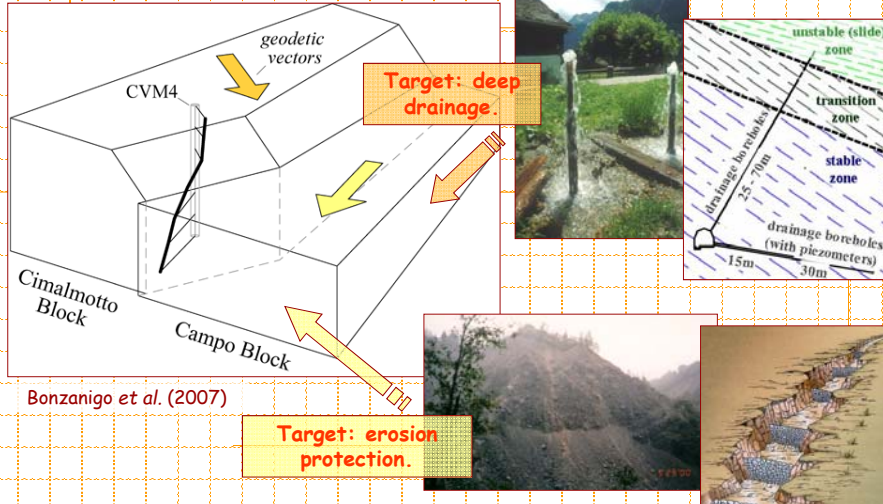 geodetic
vectors
CVM4
Cimalmotto
Block
Campo Block
Bonzanigo et al. (2007)
Target: deep
drainage.
Target: erosion
protection.
unstable (slide)
zone
transition
zone
stable
zone
drainage boreholes
25 - 70m
drainage boreholes
(with piezometers)
15m
30m